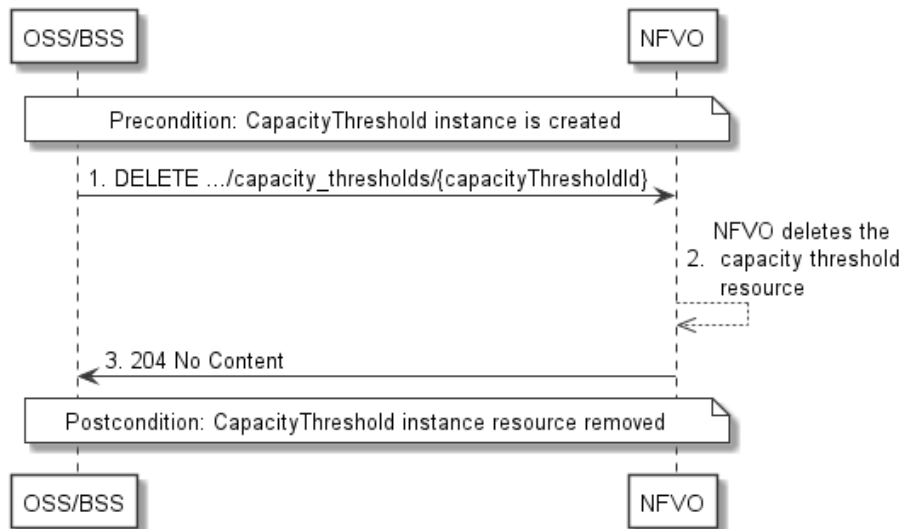 OSS/BSS
NFVO
Precondition: CapacityThreshold instance is created
1. DELETE .../capacity_thresholds/{capacityThresholdId}
NFVO deletes the
2. capacity threshold
resource
3. 204 No Content
Postcondition: CapacityThreshold instance resource removed
OSS/BSS
NFVO